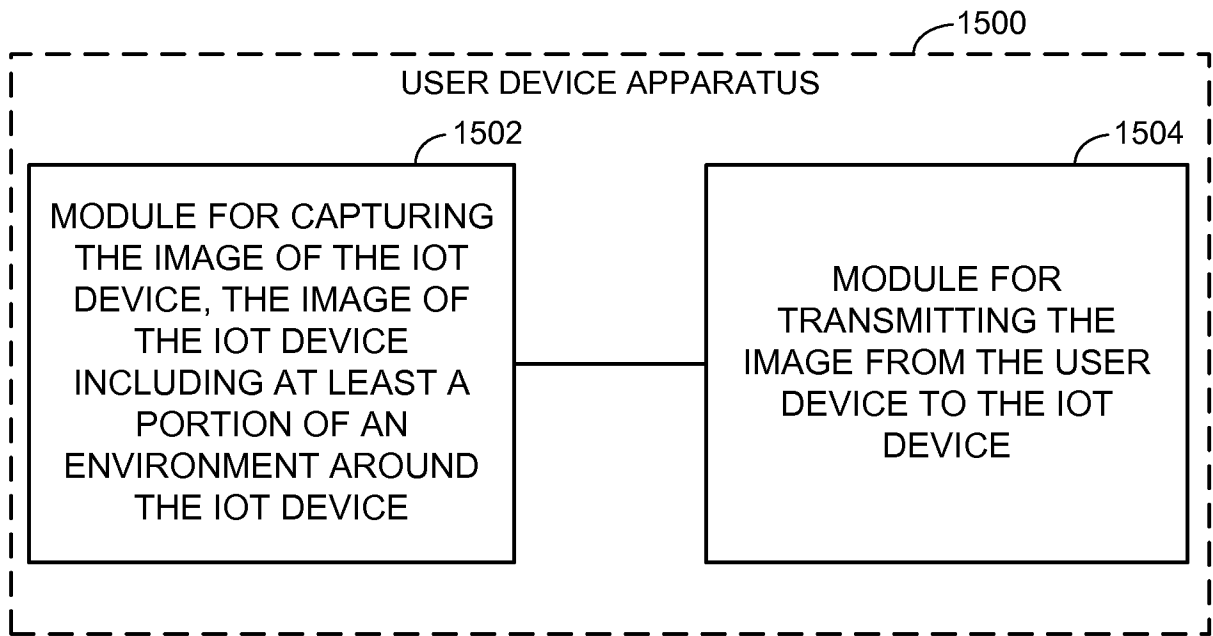 1500
USER DEVICE APPARATUS
1502
MODULE FOR CAPTURING
THE IMAGE OF THE IOT
DEVICE, THE IMAGE OF
THE IOT DEVICE
INCLUDING AT LEAST A
PORTION OF AN
ENVIRONMENT AROUND
THE IOT DEVICE
1504
MODULE FOR
TRANSMITTING THE
IMAGE FROM THE USER
DEVICE TO THE IOT
DEVICE